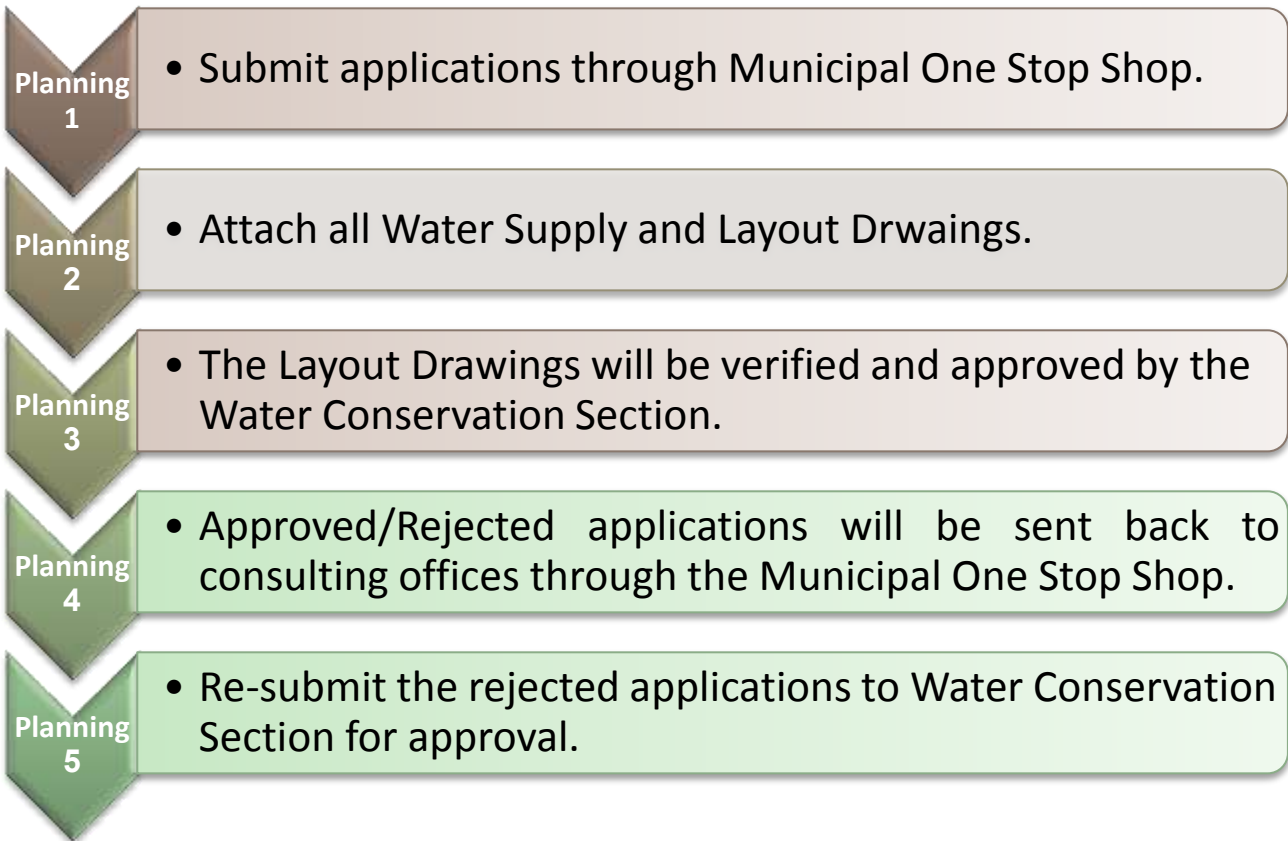 Planning
1
• Submit applications through Municipal One Stop Shop.
Planning
2
• Attach all Water Supply and Layout Drwaings.
Planning
3
• The Layout Drawings will be verified and approved by the
Water Conservation Section.
Planning
4
• Approved/Rejected applications will be sent back to
consulting offices through the Municipal One Stop Shop.
Planning
5
• Re-submit the rejected applications to Water Conservation
Section for approval.